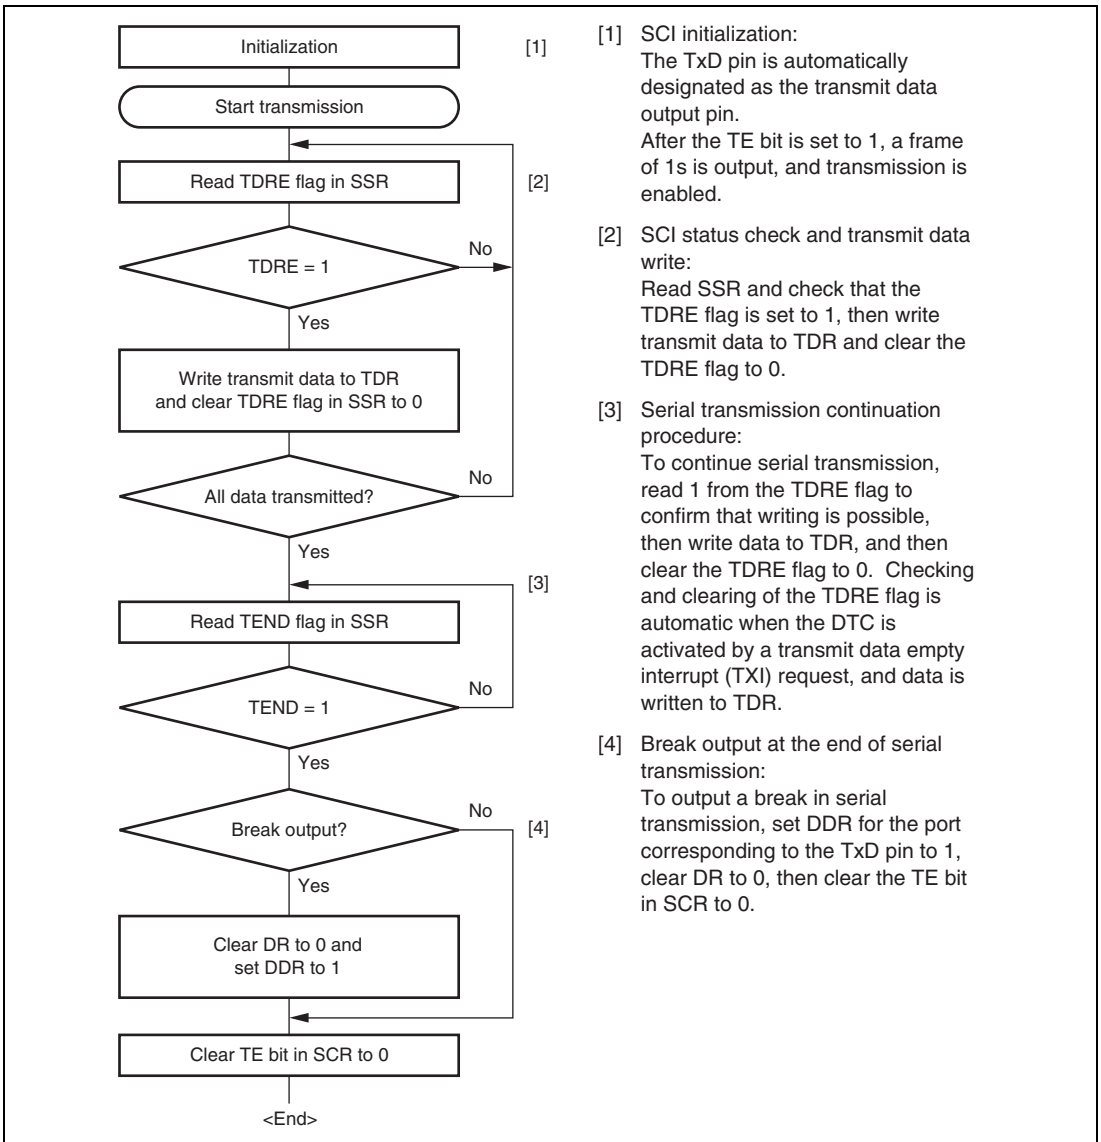 Initialization
[1]
Start transmission
Read TDRE flag in SSR
[2]
TDRE = 1
No
Yes
Write transmit data to TDR
and clear TDRE flag in SSR to 0
All data transmitted?
No
Yes
[3]
Read TEND flag in SSR
TEND = 1
No
Yes
Break output?
No
[4]
Yes
Clear DR to 0 and
set DDR to 1
Clear TE bit in SCR to 0
<End>
[1] SCI initialization:
The TxD pin is automatically
designated as the transmit data
output pin.
After the TE bit is set to 1, a frame
of 1s is output, and transmission is
enabled.
[2] SCI status check and transmit data
write:
Read SSR and check that the
TDRE flag is set to 1, then write
transmit data to TDR and clear the
TDRE flag to 0.
[3] Serial transmission continuation
procedure:
To continue serial transmission,
read 1 from the TDRE flag to
confirm that writing is possible,
then write data to TDR, and then
clear the TDRE flag to 0. Checking
and clearing of the TDRE flag is
automatic when the DTC is
activated by a transmit data empty
interrupt (TXI) request, and data is
written to TDR.
[4] Break output at the end of serial
transmission:
To output a break in serial
transmission, set DDR for the port
corresponding to the TxD pin to 1,
clear DR to 0, then clear the TE bit
in SCR to 0.